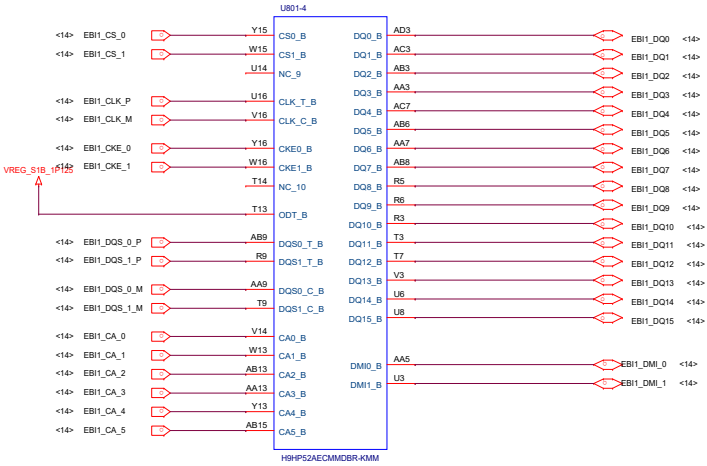 U801-4
<14> EBI1_CS_0 Y15 CS0_B DQ0_B AD3 EBI1_DQ0 <14>
<14> EBI1_CS_1 W15 CS1_B DQ1_B AC3 EBI1_DQ1 <14>
U14 NC_9 DQ2_B AB3 EBI1_DQ2 <14>
DQ3_B AA3 EBI1_DQ3 <14>
<14> EBI1_CLK_P U16 CLK_T_B DQ4_B AC7 EBI1_DQ4 <14>
<14> EBI1_CLK_M V16 CLK_C_B DQ5_B AB6 EBI1_DQ5 <14>
<14> EBI1_CKE_0 Y16 CKE0_B DQ6_B AA7 EBI1_DQ6 <14>
<14> EBI1_CKE_1 W16 CKE1_B DQ7_B AB8 EBI1_DQ7 <14>
VREG_S1B_1P125
T14 NC_10 DQ8_B R5 EBI1_DQ8 <14>
DQ9_B R6 EBI1_DQ9 <14>
T13 ODT_B DQ10_B R3 EBI1_DQ10 <14>
<14> EBI1_DQS_0_P AB9 DQS0_T_B DQ11_B T3 EBI1_DQ11 <14>
<14> EBI1_DQS_1_P R9 DQS1_T_B DQ12_B T7 EBI1_DQ12 <14>
DQ13_B V3 EBI1_DQ13 <14>
<14> EBI1_DQS_0_M AA9 DQS0_C_B DQ14_B U6 EBI1_DQ14 <14>
<14> EBI1_DQS_1_M T9 DQS1_C_B DQ15_B U8 EBI1_DQ15 <14>
<14> EBI1_CA_0 V14 CA0_B
<14> EBI1_CA_1 W13 CA1_B DMI0_B AA5 EBI1_DMI_0 <14>
<14> EBI1_CA_2 AB13 CA2_B DMI1_B U3 EBI1_DMI_1 <14>
<14> EBI1_CA_3 AA13 CA3_B
<14> EBI1_CA_4 Y13 CA4_B
<14> EBI1_CA_5 AB15 CA5_B
H9HP52AECMMDBR-KMM